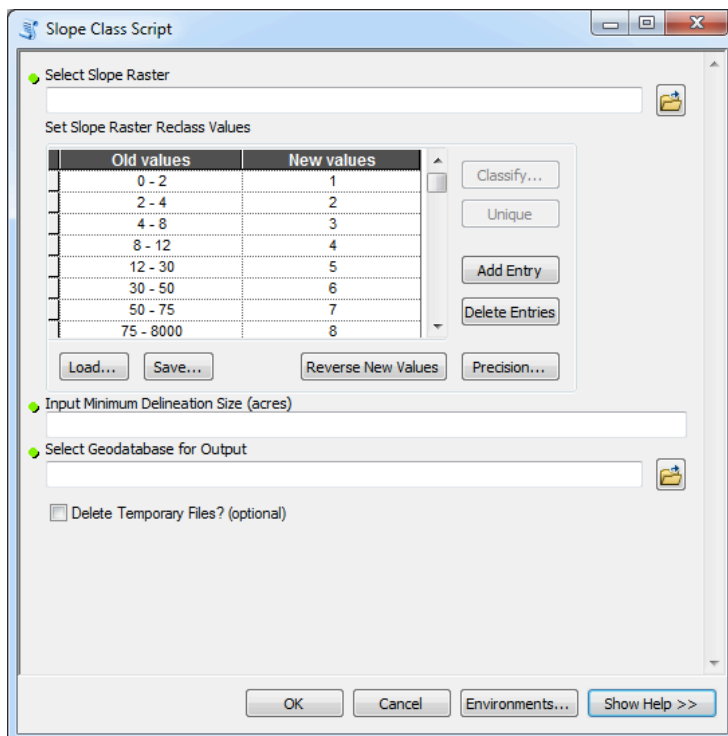 Slope Class Script
Select Slope Raster
Set Slope Raster Reclass Values
Old values New values
0 - 2 1
2 - 4 2
4 - 8 3
8 - 12 4
12 - 30 5
30 - 50 6
50 - 75 7
75 - 8000 8
Classify...
Unique
Add Entry
Delete Entries
Load... Save... Reverse New Values Precision...
Input Minimum Delineation Size (acres)
Select Geodatabase for Output
Delete Temporary Files? (optional)
OK Cancel Environments... Show Help >>